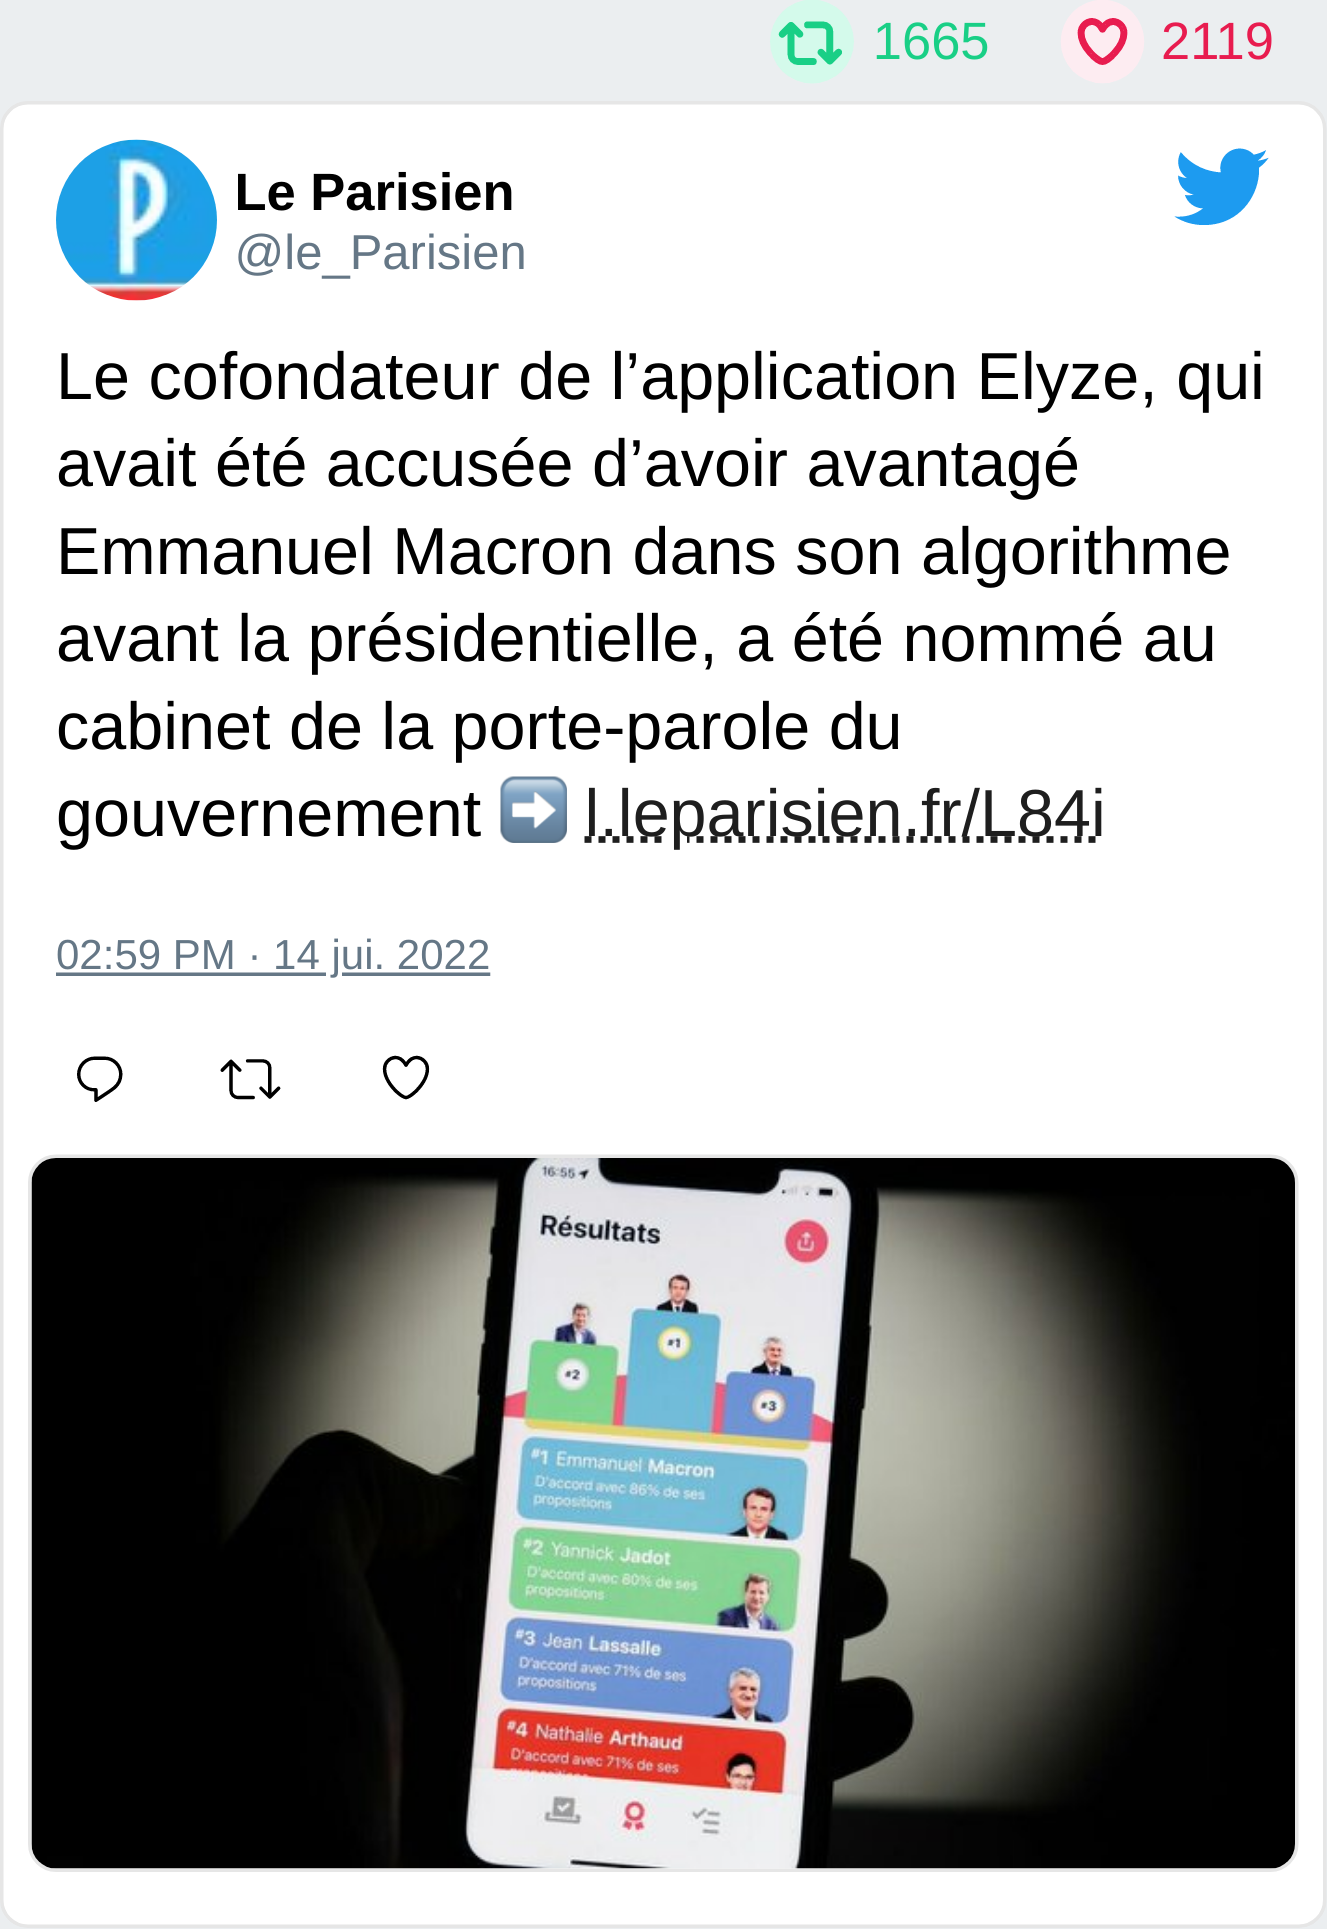 1665 2119
Le Parisien
@le_Parisien
Le cofondateur de l’application Elyze, qui
avait été accusée d’avoir avantagé
Emmanuel Macron dans son algorithme
avant la présidentielle, a été nommé au
cabinet de la porte-parole du
gouvernement ➡️ l.leparisien.fr/L84i
02:59 PM · 14 jui. 2022
16:55
Résultats
#1
#2
#3
#1 Emmanuel Macron
D'accord avec 86% de ses
propositions
#2 Yannick Jadot
D'accord avec 80% de ses
propositions
#3 Jean Lassalle
D'accord avec 71% de ses
propositions
#4 Nathalie Arthaud
D'accord avec 71% de ses
propositions